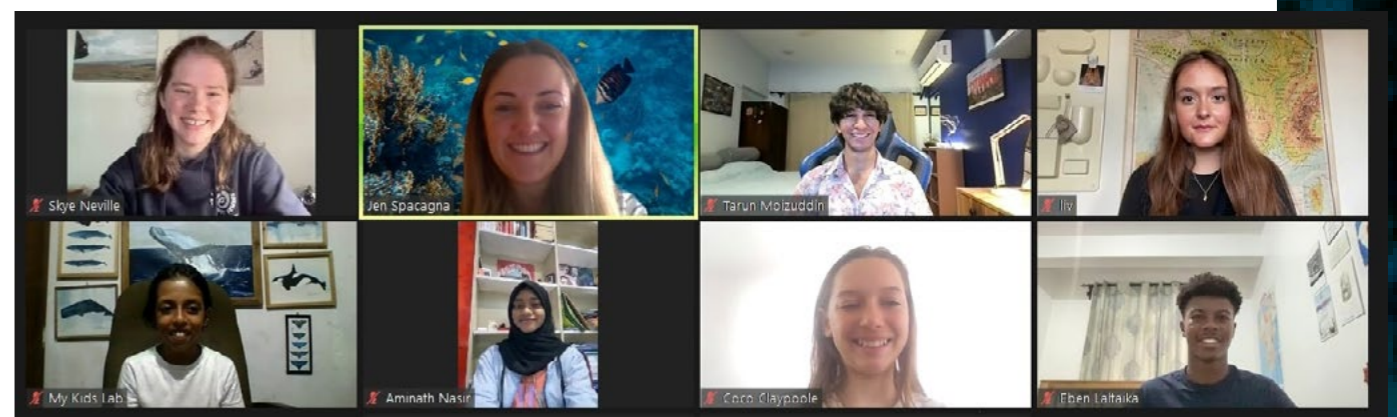 Skye Neville
Jen Spacagna
Tarun Moizuddin
liv
My Kids Lab
Aminath Nasir
Coco Claypoole
Eben Laltaika